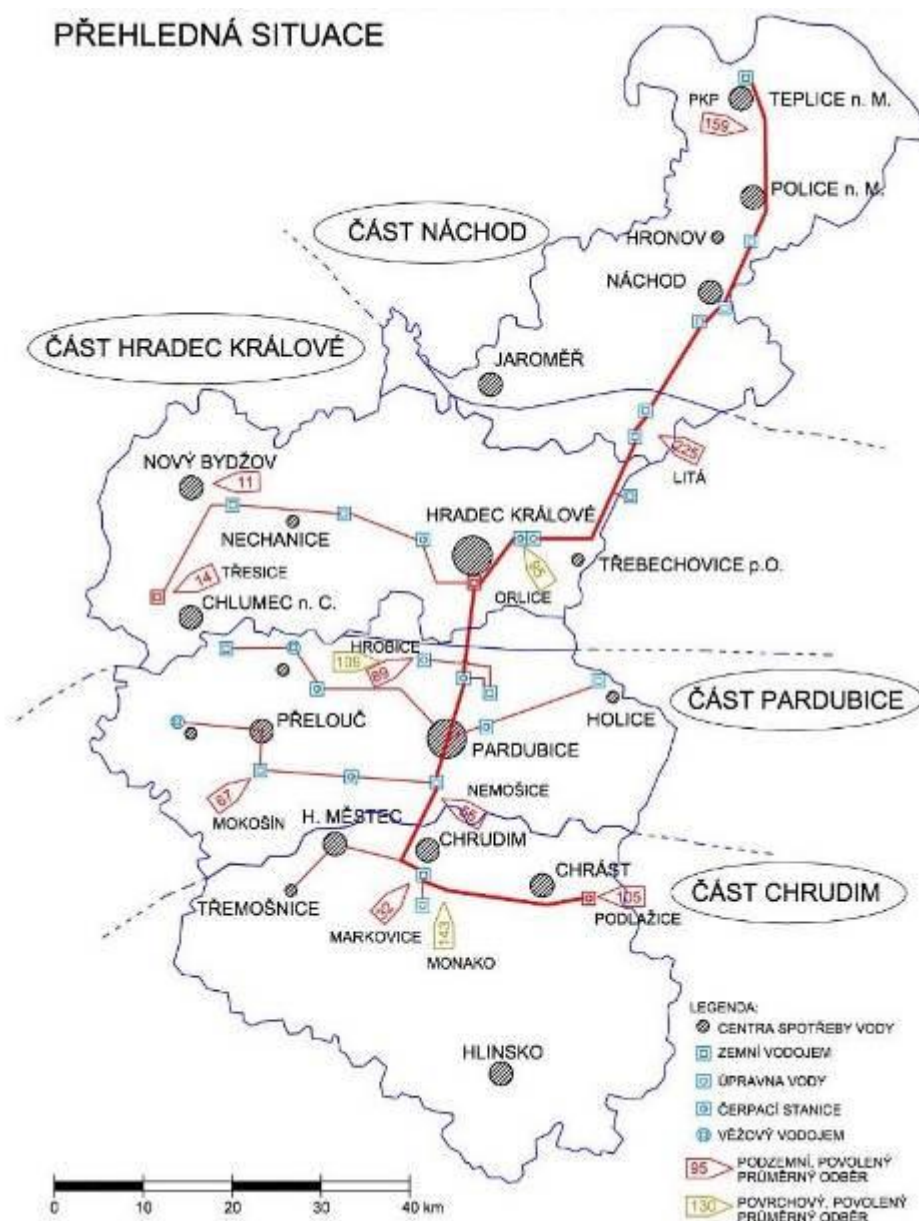 PŘEHLEDNÁ SITUACE
PKP
TEPLICE n. M.
159
POLICE n. M.
ČÁST NÁCHOD
HRONOV
NÁCHOD
ČÁST HRADEC KRÁLOVÉ
JAROMĚŘ
225
LITÁ
NOVÝ BYDŽOV
11
HRADEC KRÁLOVÉ
NECHANICE
TŘEBECHOVICE p.O.
14
TŘESICE
ORLICE
CHLUMEC n. C.
HROBICE
89
ČÁST PARDUBICE
HOLICE
PŘELOUČ
PARDUBICE
67
NEMOŠICE
MOKOŠÍN
H. MĚSTEC
CHRUDIM
CHRÁST
ČÁST CHRUDIM
TŘEMOŠNICE
32
105
PODLAŽICE
MARKOVICE
143
MONAKO
HLINSKO
LEGENDA:
CENTRA SPOTŘEBY VODY
ZEMNÍ VODOJEM
ÚPRAVNA VODY
ČERPACÍ STANICE
VĚŽOVÝ VODOJEM
95 PODZEMNÍ, POVOLENÝ
PRŮMĚRNÝ ODBĚR
130 POVRCHOVÝ, POVOLENÝ
PRŮMĚRNÝ ODBĚR
0 10 20 30 40 km